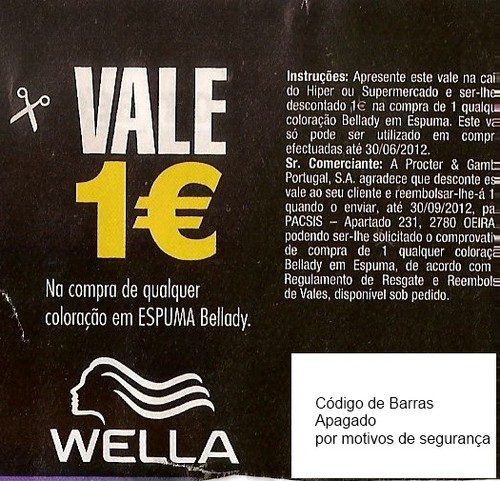 VALE
1€
Na compra de qualquer
coloração em ESPUMA Bellady.
WELLA
Instruções: Apresente este vale na
do Hiper ou Supermercado e
descontado 1€ na compra de 1
coloração Bellady em Espuma. Este
só pode ser utilizado em
efectuadas até 30/06/2012.
Sr. Comerciante: A Procter &
Portugal, S.A. agradece que desconte
vale ao seu cliente e reembolsar-lhe-á 1
quando o enviar, até 30/09/2012,
PACSIS – Apartado 231, 2780
podendo ser-lhe solicitado o
de compra de 1 qualquer
Bellady em Espuma, de acordo com
Regulamento de Resgate e
de Vales, disponível sob pedido.
Código de Barras
Apagado
por motivos de segurança